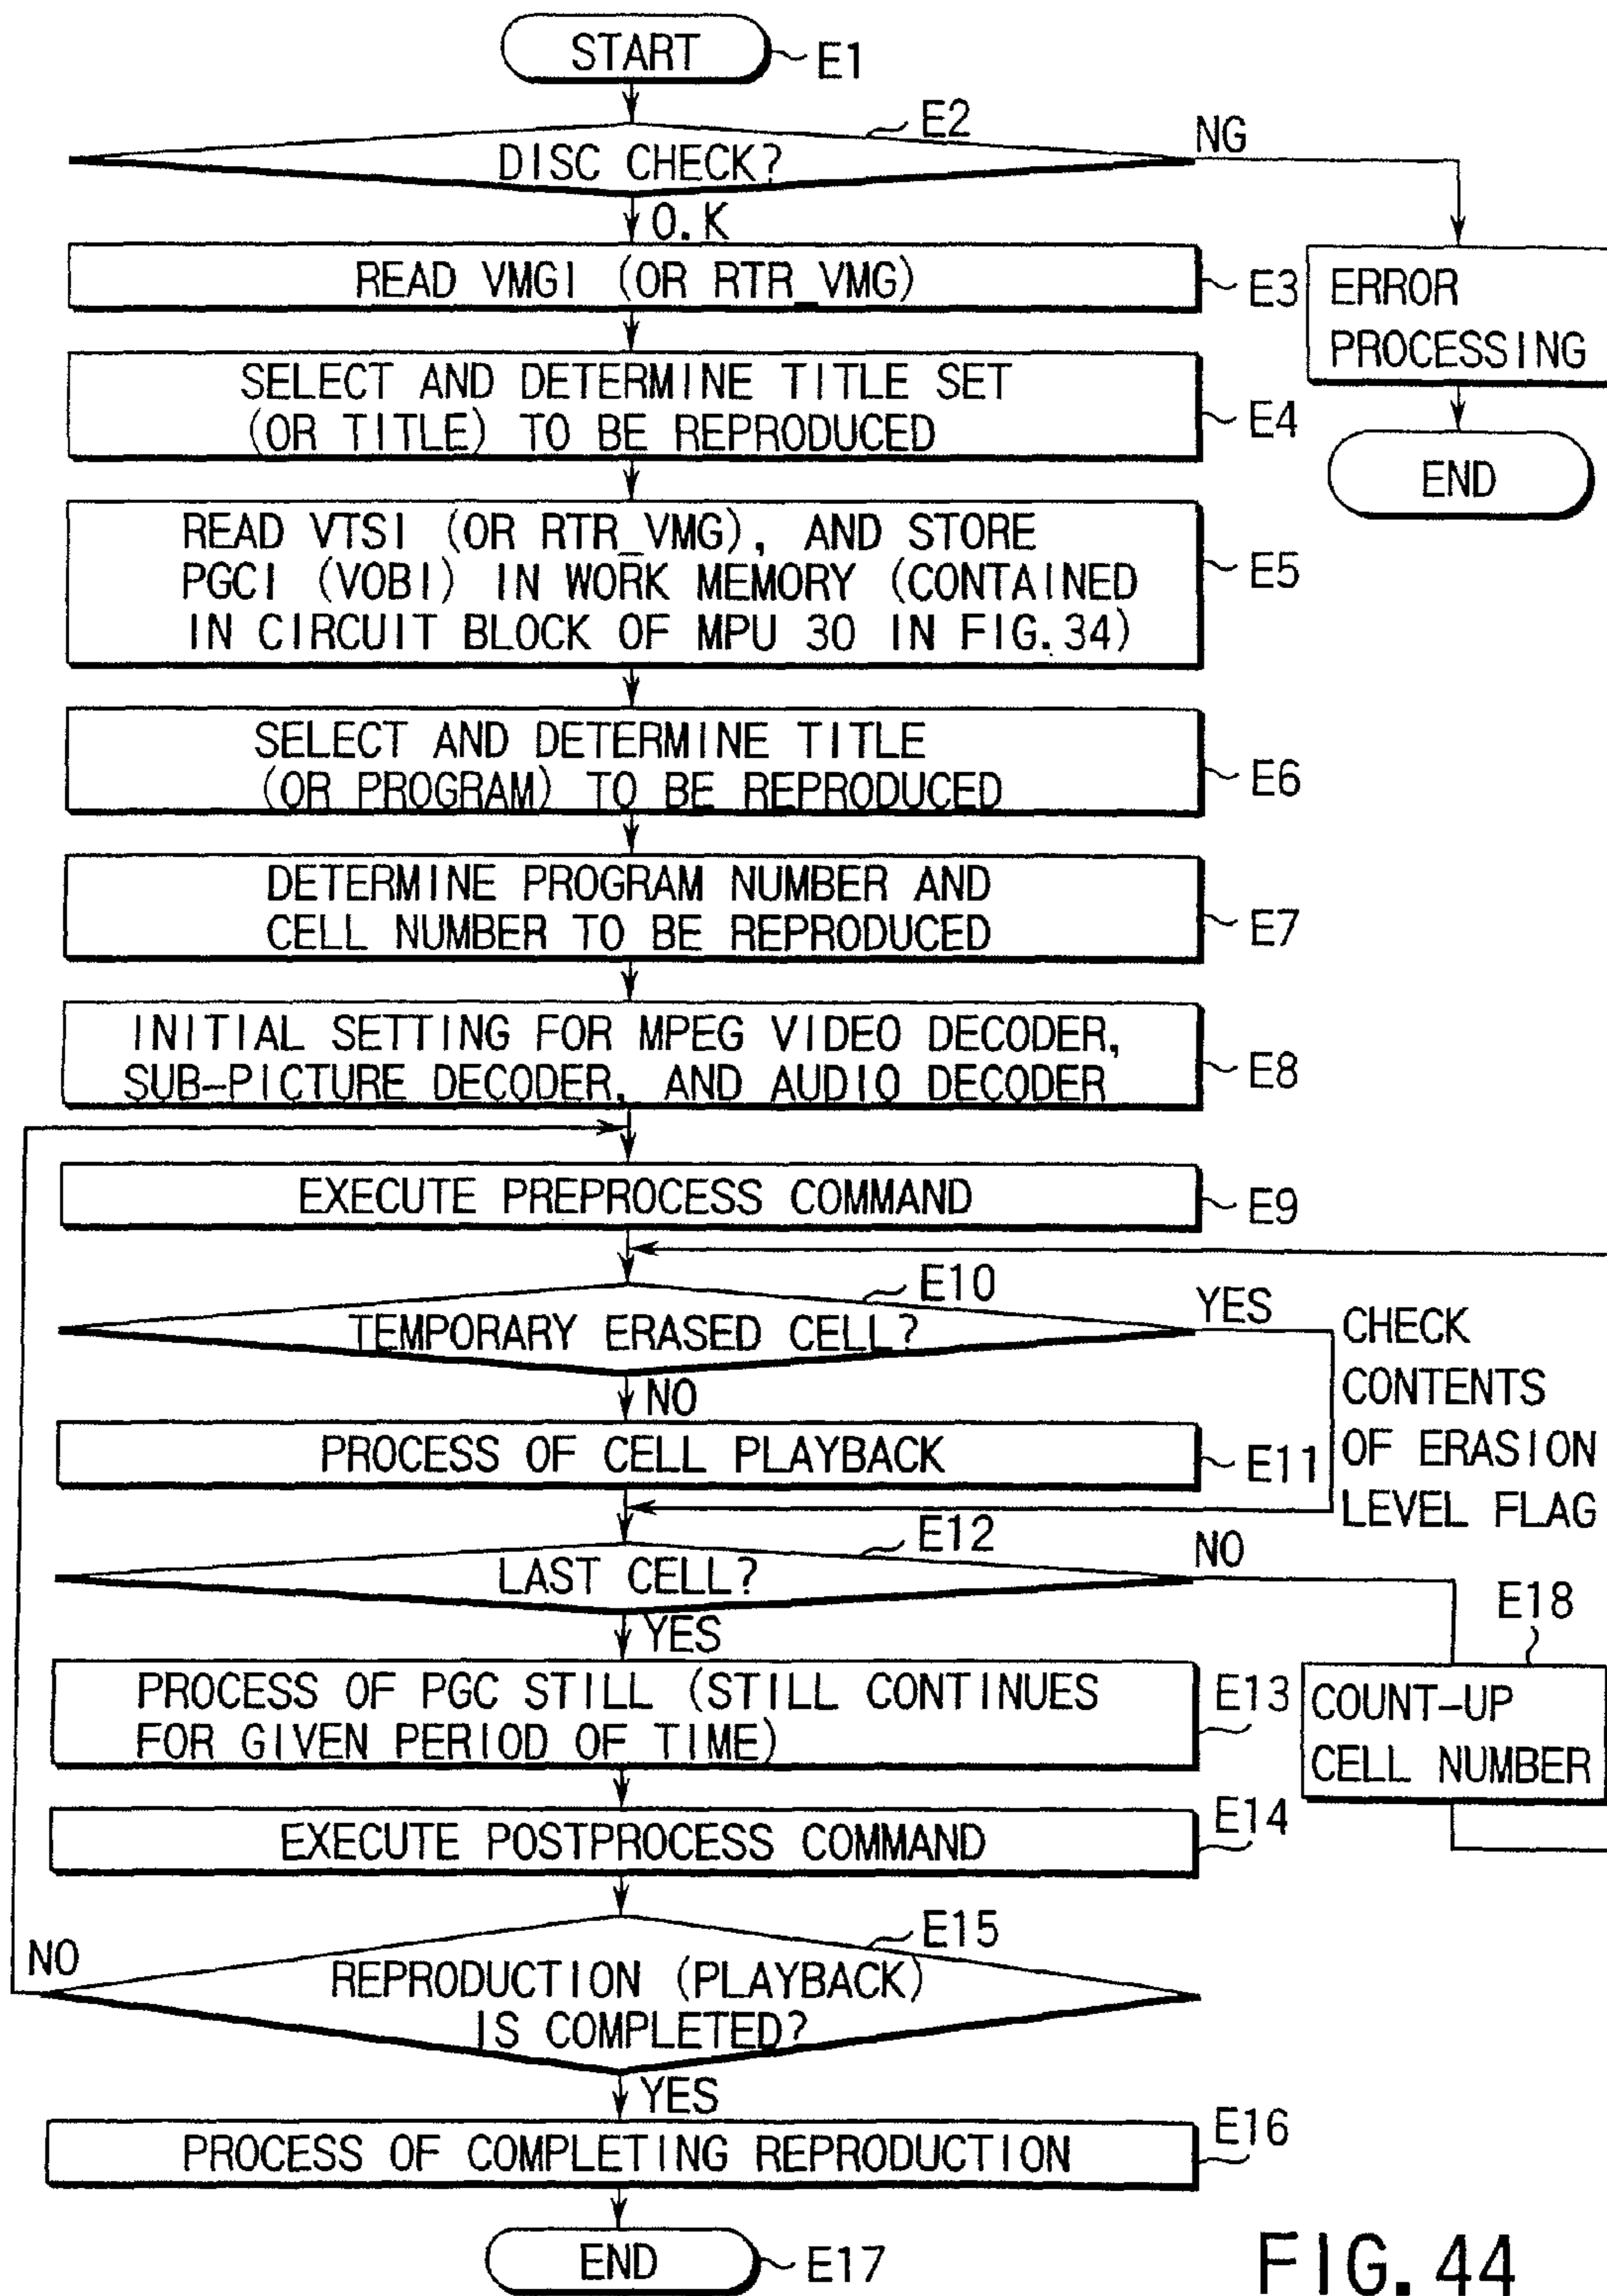 START
E1
E2
DISC CHECK?
NG
O.K
READ VMGI (OR RTR_VMG)
E3
ERROR
PROCESSING
END
SELECT AND DETERMINE TITLE SET
(OR TITLE) TO BE REPRODUCED
E4
READ VTSI (OR RTR_VMG), AND STORE
PGCI (VOBI) IN WORK MEMORY (CONTAINED
IN CIRCUIT BLOCK OF MPU 30 IN FIG.34)
E5
SELECT AND DETERMINE TITLE
(OR PROGRAM) TO BE REPRODUCED
E6
DETERMINE PROGRAM NUMBER AND
CELL NUMBER TO BE REPRODUCED
E7
INITIAL SETTING FOR MPEG VIDEO DECODER,
SUB-PICTURE DECODER, AND AUDIO DECODER
E8
EXECUTE PREPROCESS COMMAND
E9
E10
TEMPORARY ERASED CELL?
YES
CHECK
CONTENTS
OF ERASION
LEVEL FLAG
NO
PROCESS OF CELL PLAYBACK
E11
E12
LAST CELL?
NO
YES
E18
COUNT-UP
CELL NUMBER
PROCESS OF PGC STILL (STILL CONTINUES
FOR GIVEN PERIOD OF TIME)
E13
EXECUTE POSTPROCESS COMMAND
E14
E15
NO
REPRODUCTION (PLAYBACK)
IS COMPLETED?
YES
PROCESS OF COMPLETING REPRODUCTION
E16
END
E17
FIG.44